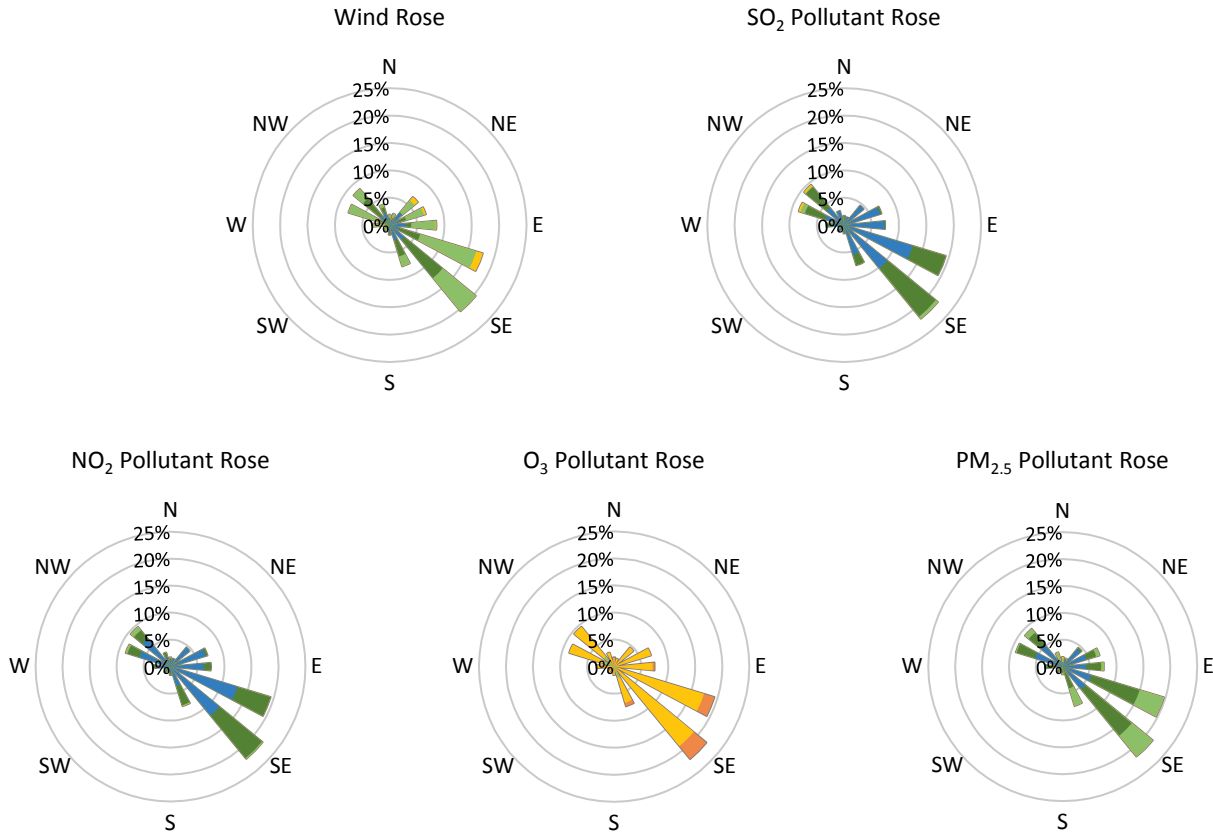 Wind Rose
N
NE
E
SE
S
SW
W
NW
25%
20%
15%
10%
5%
0%
SO₂ Pollutant Rose
N
NE
E
SE
S
SW
W
NW
25%
20%
15%
10%
5%
0%
NO₂ Pollutant Rose
N
NE
E
SE
S
SW
W
NW
25%
20%
15%
10%
5%
0%
O₃ Pollutant Rose
N
NE
E
SE
S
SW
W
NW
25%
20%
15%
10%
5%
0%
PM₂.₅ Pollutant Rose
N
NE
E
SE
S
SW
W
NW
25%
20%
15%
10%
5%
0%